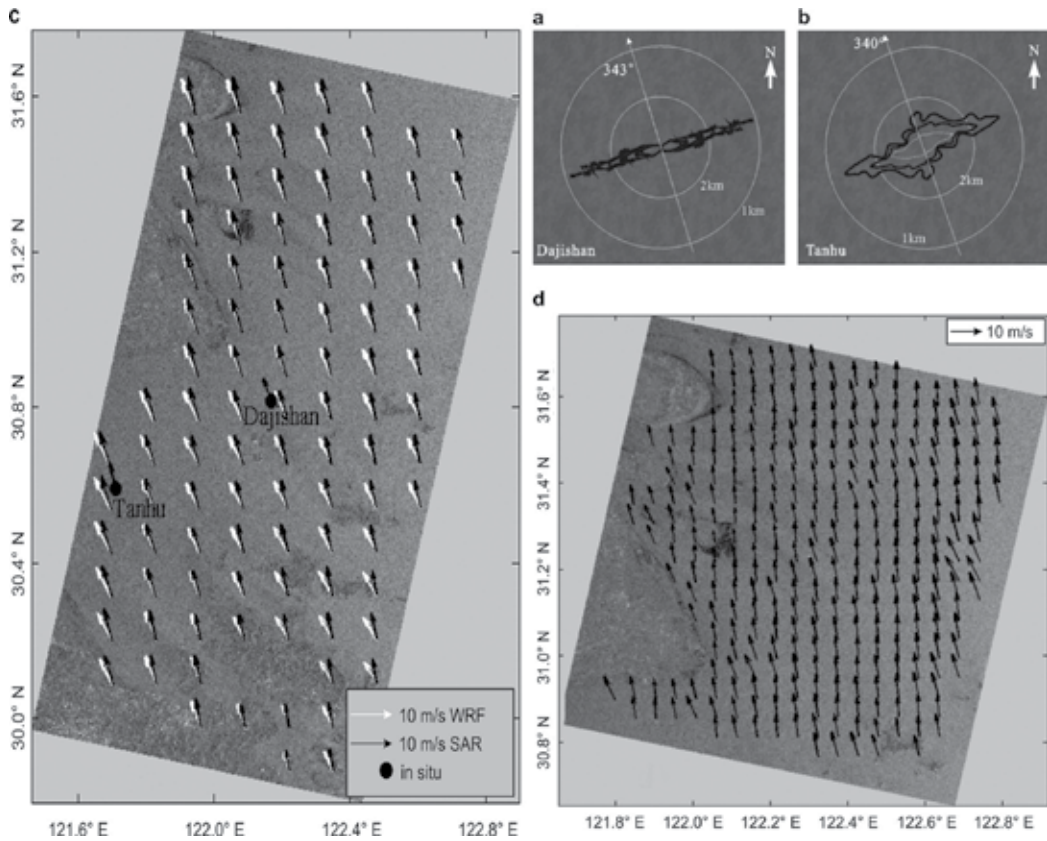 c
31.6° N
31.2° N
30.8° N
30.4° N
30.0° N
121.6° E
122.0° E
122.4° E
122.8° E
Dajishan
Tanhu
10 m/s WRF
10 m/s SAR
in situ
a
343°
N
2km
1km
Dajishan
b
340°
N
2km
1km
Tanhu
d
10 m/s
31.6° N
31.4° N
31.2° N
31.0° N
30.8° N
121.8° E
122.0° E
122.2° E
122.4° E
122.6° E
122.8° E